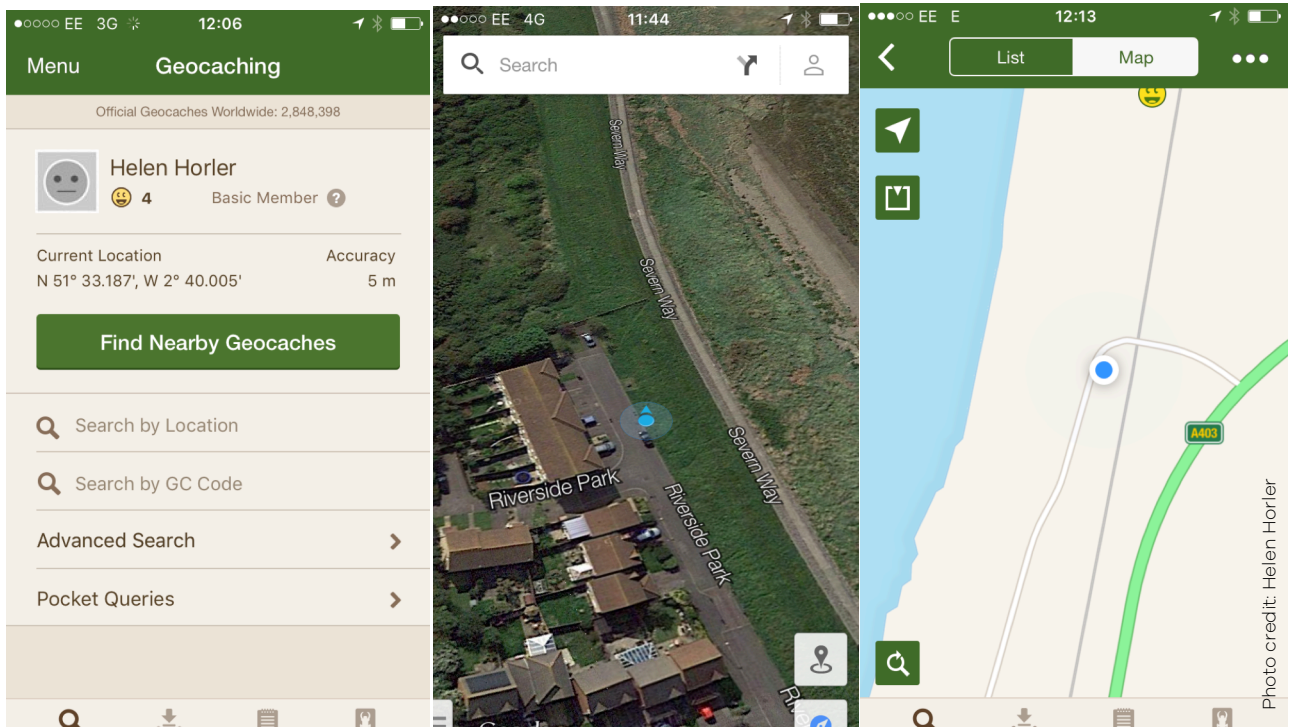 EE 3G 12:06
Menu Geocaching
Official Geocaches Worldwide: 2,848,398
Helen Horler
4 Basic Member ?
Current Location Accuracy
N 51° 33.187', W 2° 40.005' 5 m
Find Nearby Geocaches
Search by Location
Search by GC Code
Advanced Search
Pocket Queries
EE 4G 11:44
Search
Severn Way
Severn Way
Severn Way
Riverside Park
Riverside Park
EE E 12:13
List Map
A403
Photo credit: Helen Horler